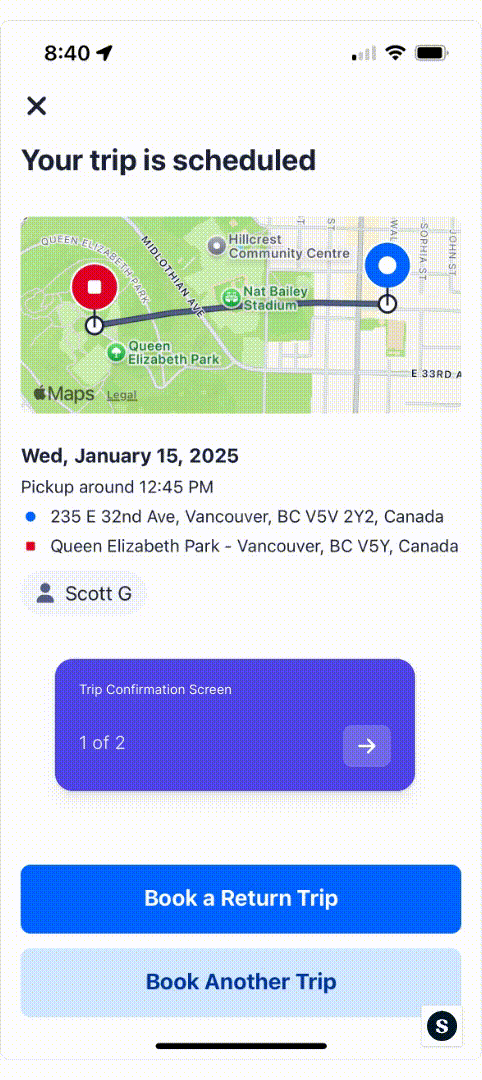 8:40
Your trip is scheduled
QUEEN ELIZABETH PARK
MIDLOTHIAN AVE
Hillcrest
Community Centre
ST
WAL
SOPHIA ST
JOHN ST
Nat Bailey
Stadium
Queen
Elizabeth Park
E 33RD A
Maps Legal
Wed, January 15, 2025
Pickup around 12:45 PM
235 E 32nd Ave, Vancouver, BC V5V 2Y2, Canada
Queen Elizabeth Park - Vancouver, BC V5Y, Canada
Scott G
Trip Confirmation Screen
1 of 2
Book a Return Trip
Book Another Trip
S